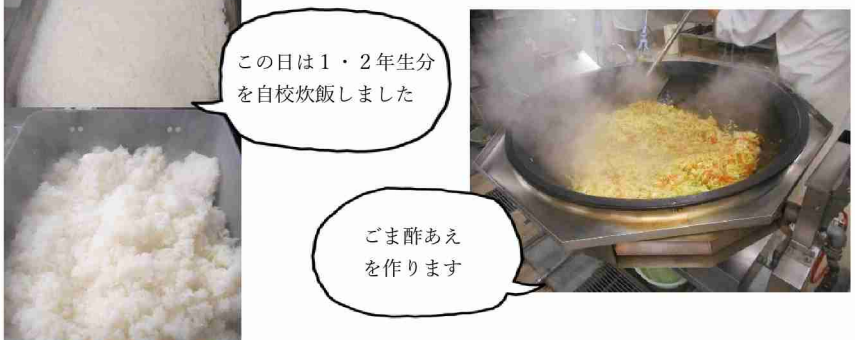 この日は１・２年生分
を自校炊飯しました
ごま酢あえ
を作ります